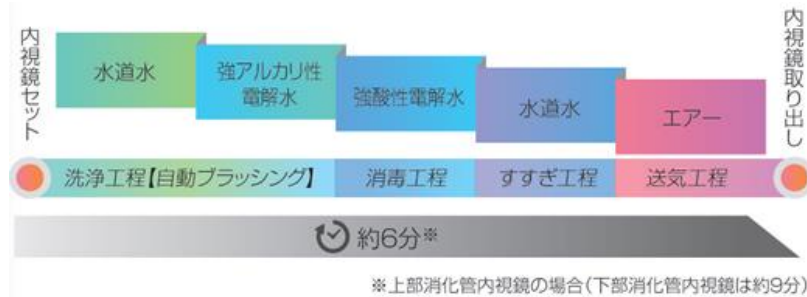 内視鏡セット
水道水
強アルカリ性
電解水
強酸性電解水
水道水
エアー
内視鏡取り出し
洗浄工程【自動ブラッシング】
消毒工程
すすぎ工程
送気工程
約6分※
※上部消化管内視鏡の場合(下部消化管内視鏡は約9分)